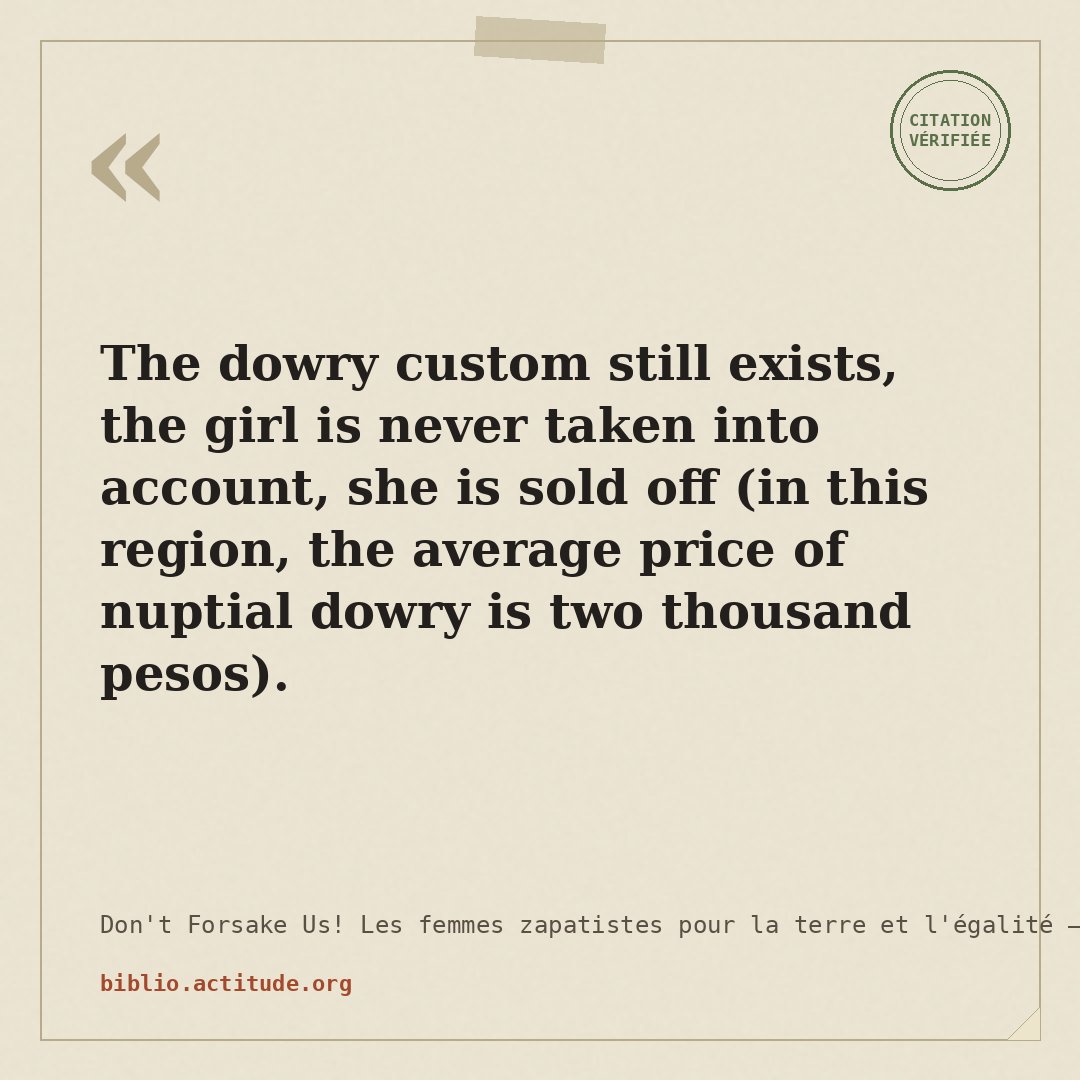 «
CITATION
VÉRIFIÉE
The dowry custom still exists,
the girl is never taken into
account, she is sold off (in this
region, the average price of
nuptial dowry is two thousand
pesos).
Don't Forsake Us! Les femmes zapatistes pour la terre et l'égalité —
biblio.actitude.org